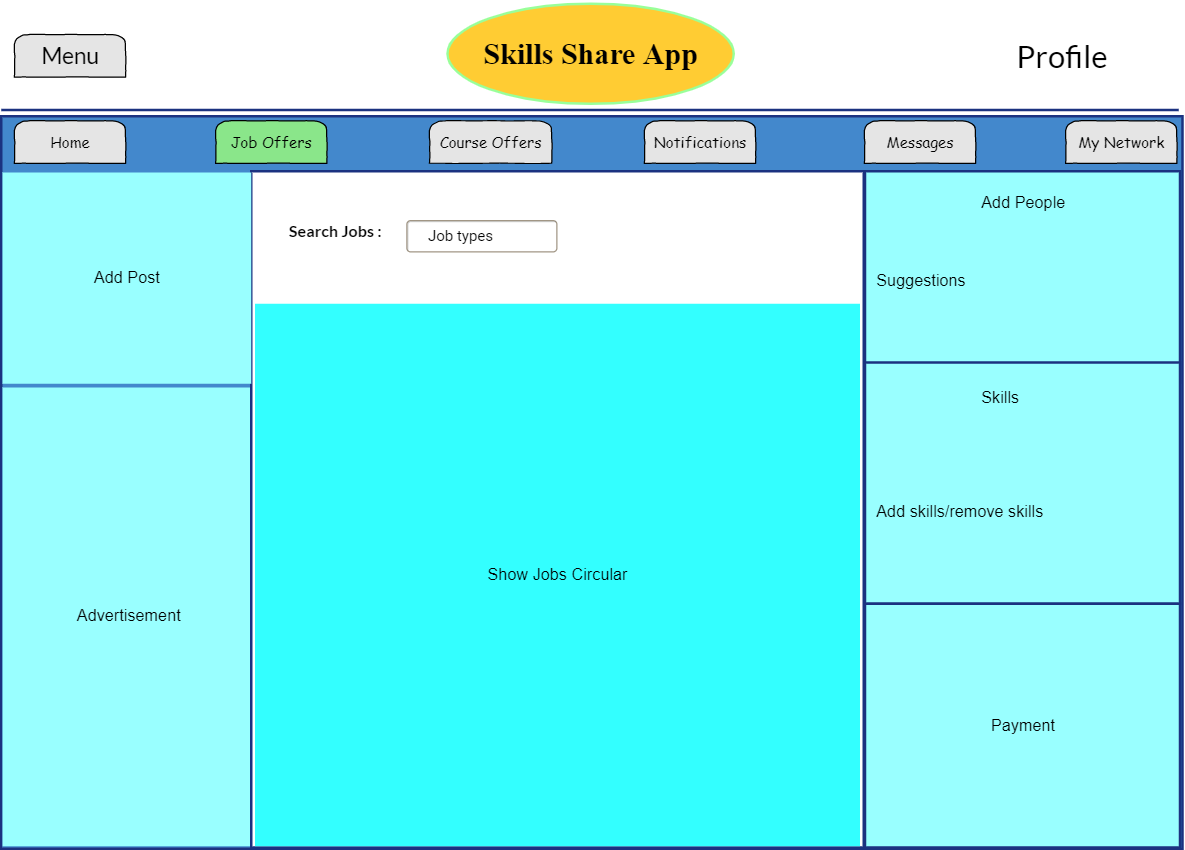 Menu
Skills Share App
Profile
Home
Job Offers
Course Offers
Notifications
Messages
My Network
Add Post
Advertisement
Search Jobs :
Job types
Show Jobs Circular
Add People
Suggestions
Skills
Add skills/remove skills
Payment